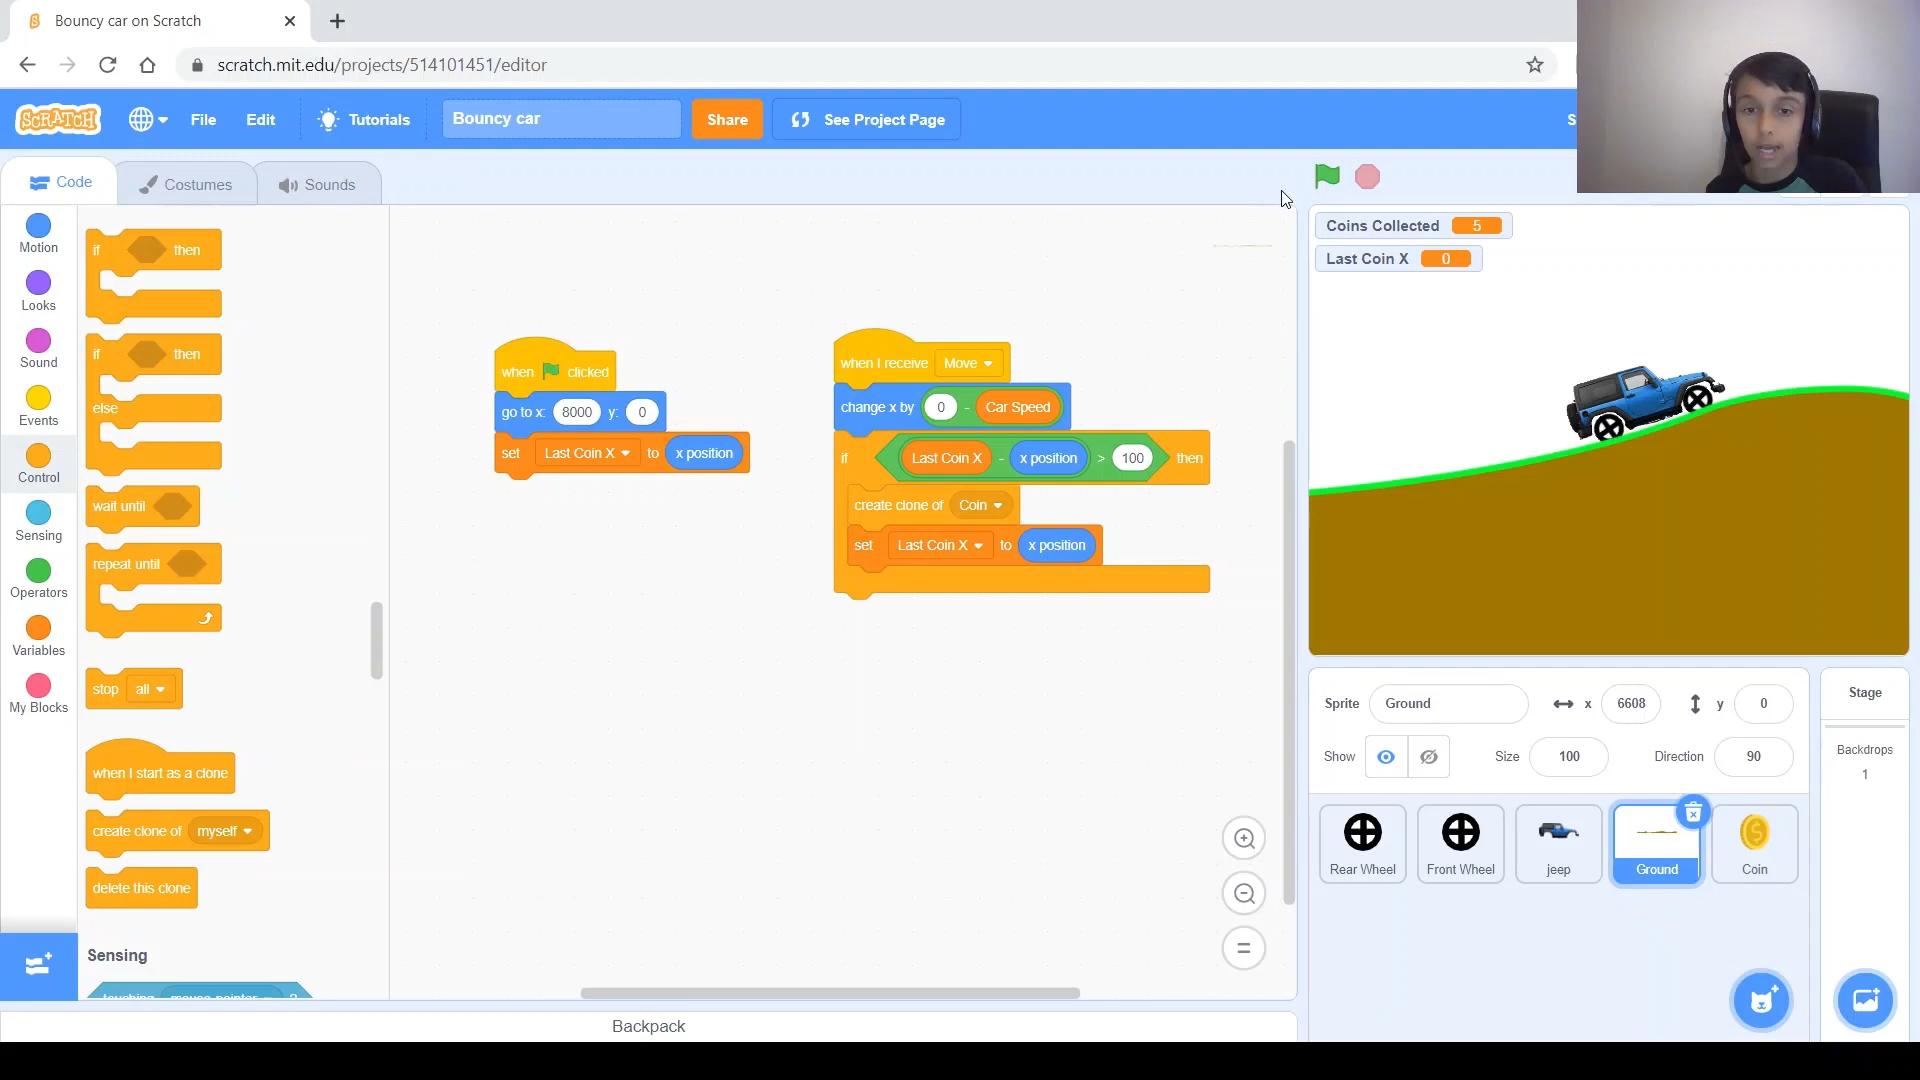 Bouncy car on Scratch
scratch.mit.edu/projects/514101451/editor
SCRATCH
File
Edit
Tutorials
Bouncy car
Share
See Project Page
S
Code
Costumes
Sounds
Motion
Looks
Sound
Events
Control
Sensing
Operators
Variables
My Blocks
if then
if then
else
wait until
repeat until
stop all
when I start as a clone
create clone of myself
delete this clone
Sensing
touching mouse-pointer ?
when clicked
go to x: 8000 y: 0
set Last Coin X to x position
when I receive Move
change x by 0 - Car Speed
if Last Coin X - x position > 100 then
create clone of Coin
set Last Coin X to x position
Backpack
Coins Collected 5
Last Coin X 0
Sprite Ground x 6608 y 0
Show Size 100 Direction 90
Rear Wheel
Front Wheel
jeep
Ground
Coin
Stage
Backdrops
1